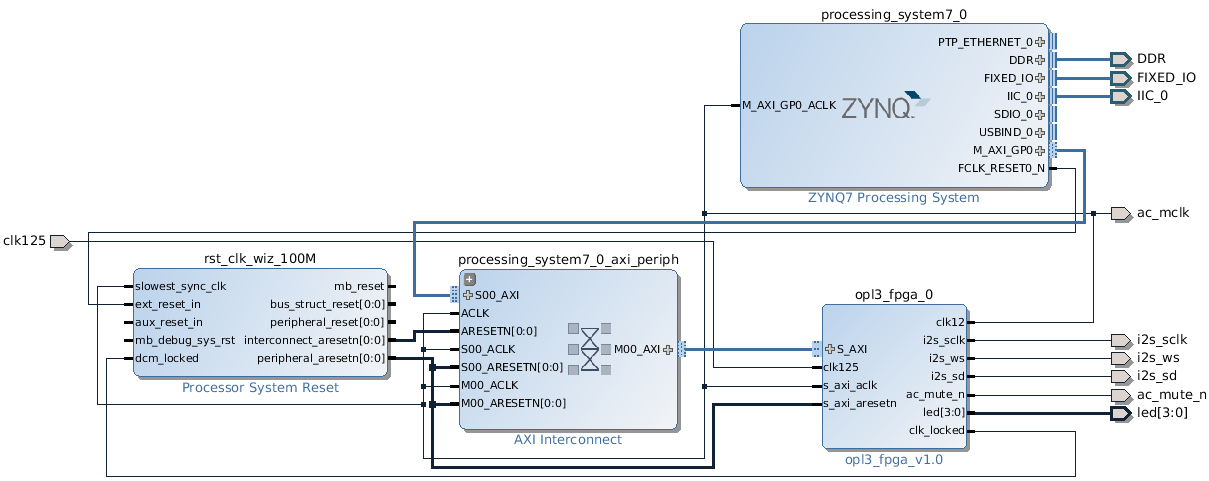 processing_system7_0
PTP_ETHERNET_0
DDR
FIXED_IO
IIC_0
SDIO_0
USBIND_0
M_AXI_GP0
FCLK_RESET0_N
M_AXI_GP0_ACLK
ZYNQ
ZYNQ7 Processing System
DDR
FIXED_IO
IIC_0
ac_mclk
clk125
rst_clk_wiz_100M
slowest_sync_clk
ext_reset_in
aux_reset_in
mb_debug_sys_rst
dcm_locked
mb_reset
bus_struct_reset[0:0]
peripheral_reset[0:0]
interconnect_aresetn[0:0]
peripheral_aresetn[0:0]
Processor System Reset
processing_system7_0_axi_periph
S00_AXI
ACLK
ARESETN[0:0]
S00_ACLK
S00_ARESETN[0:0]
M00_ACLK
M00_ARESETN[0:0]
M00_AXI
AXI Interconnect
opl3_fpga_0
S_AXI
clk125
s_axi_aclk
s_axi_aresetn
clk12
i2s_sclk
i2s_ws
i2s_sd
ac_mute_n
led[3:0]
clk_locked
opl3_fpga_v1.0
i2s_sclk
i2s_ws
i2s_sd
ac_mute_n
led[3:0]